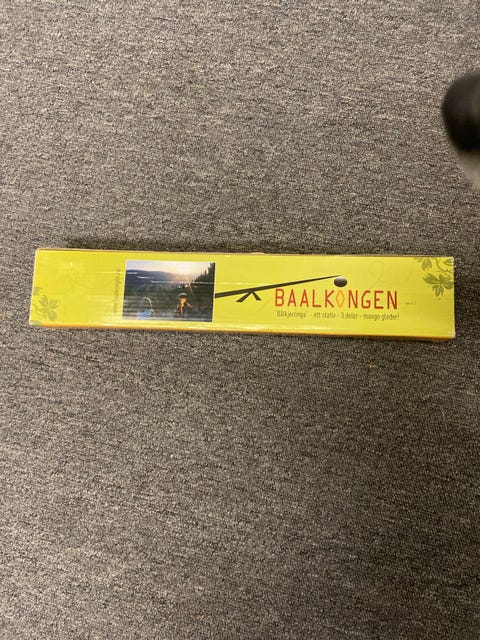 BAALKONGEN
"Bålkjerringa" - ett stativ - 3 deler - mange gleder!